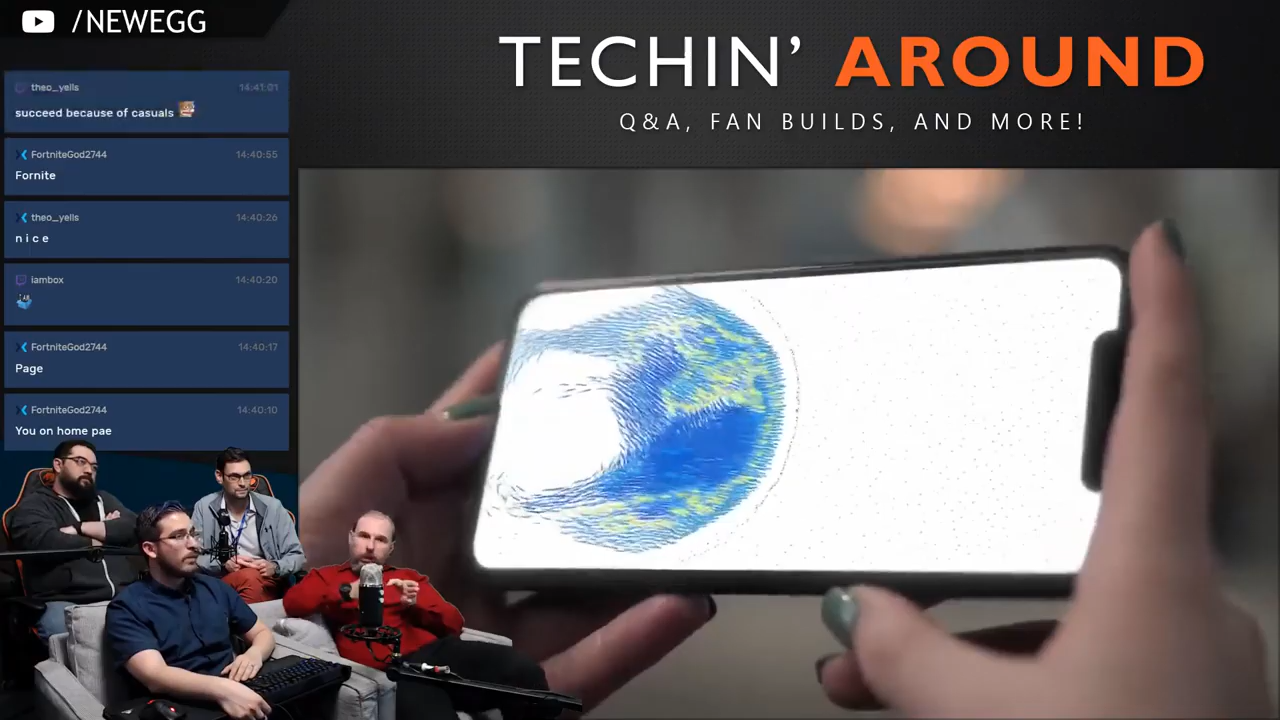 /NEWEGG
TECHIN’ AROUND
Q&A, FAN BUILDS, AND MORE!
theo_yells 14:41:01
succeed because of casuals
FortniteGod2744 14:40:55
Fornite
theo_yells 14:40:26
n i c e
iambox 14:40:20
FortniteGod2744 14:40:17
Page
FortniteGod2744 14:40:10
You on home pae